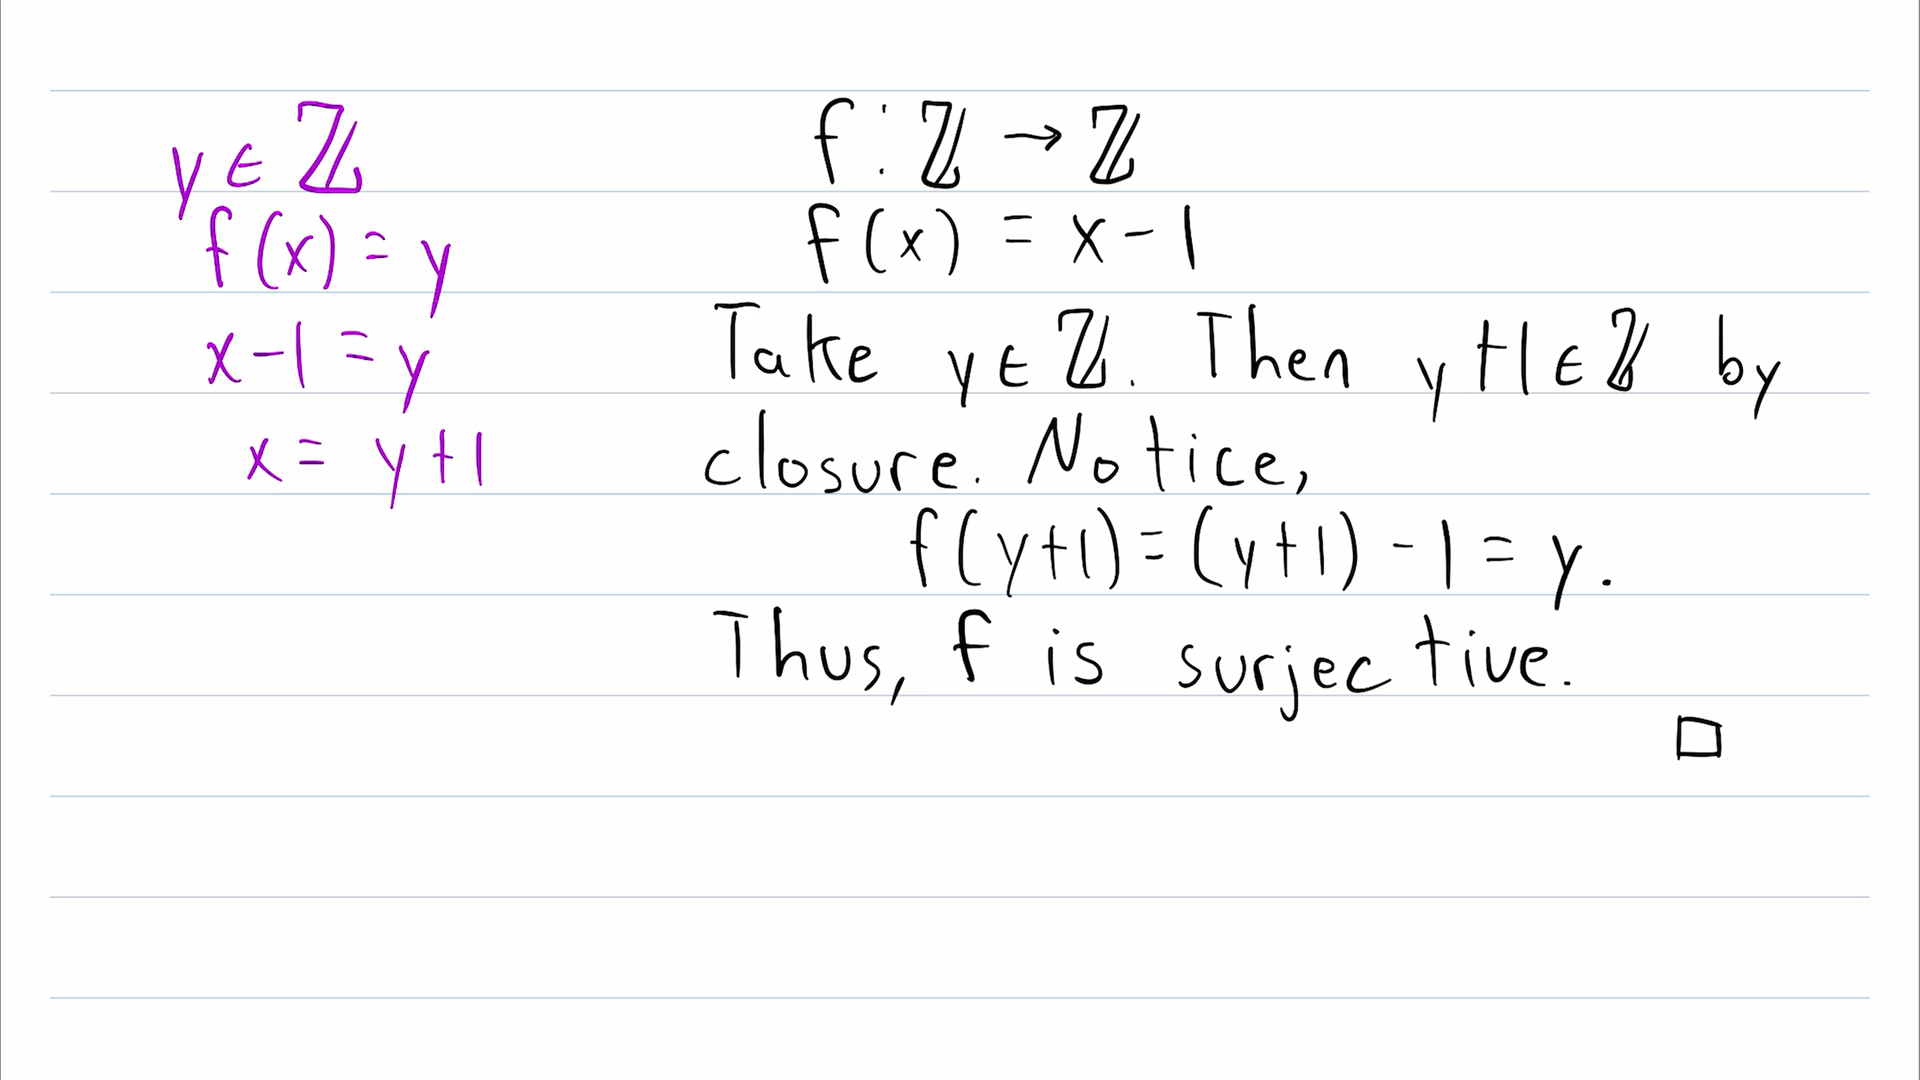 y ∈ ℤ
f(x) = y
x - 1 = y
x = y + 1
f : ℤ → ℤ
f(x) = x - 1
Take y ∈ ℤ. Then y + 1 ∈ ℤ by
closure. Notice,
f(y+1) = (y+1) - 1 = y.
Thus, f is surjective.
□